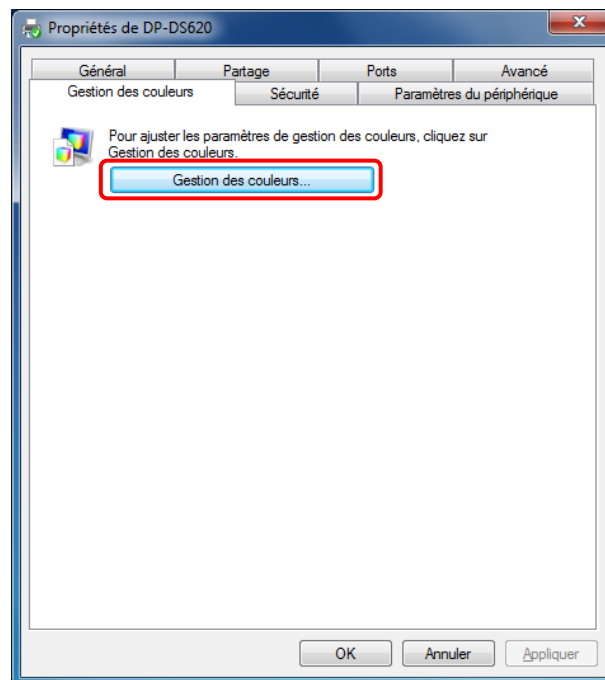 Propriétés de DP-DS620
Général Partage Ports Avancé
Gestion des couleurs Sécurité Paramètres du périphérique
Pour ajuster les paramètres de gestion des couleurs, cliquez sur
Gestion des couleurs.
Gestion des couleurs...
OK Annuler Appliquer